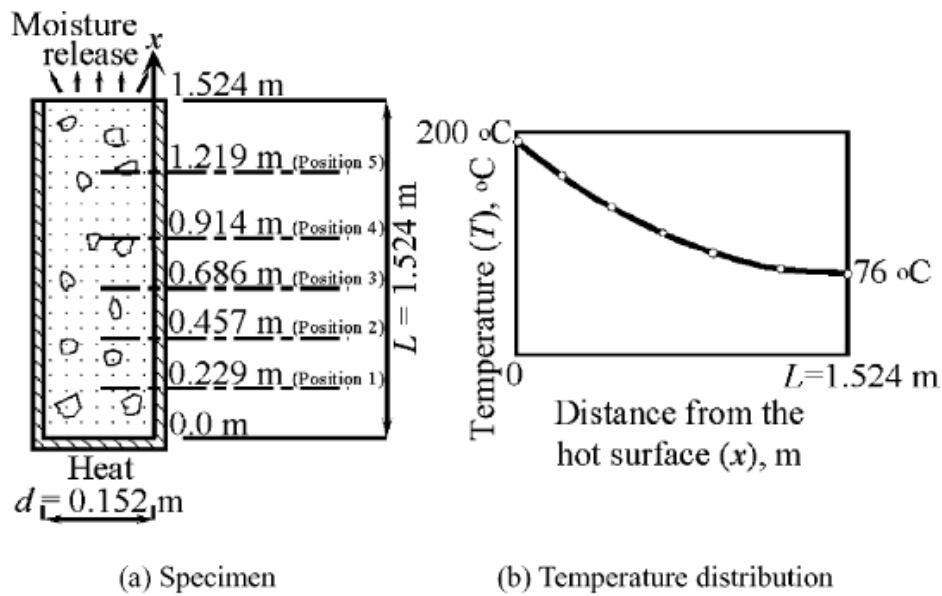 Moisture
release
x
1.524 m
1.219 m (Position 5)
0.914 m (Position 4)
0.686 m (Position 3)
0.457 m (Position 2)
0.229 m (Position 1)
0.0 m
L = 1.524 m
Heat
d = 0.152 m
(a) Specimen
200 oC
Temperature (T), oC
76 oC
0
L=1.524 m
Distance from the
hot surface (x), m
(b) Temperature distribution